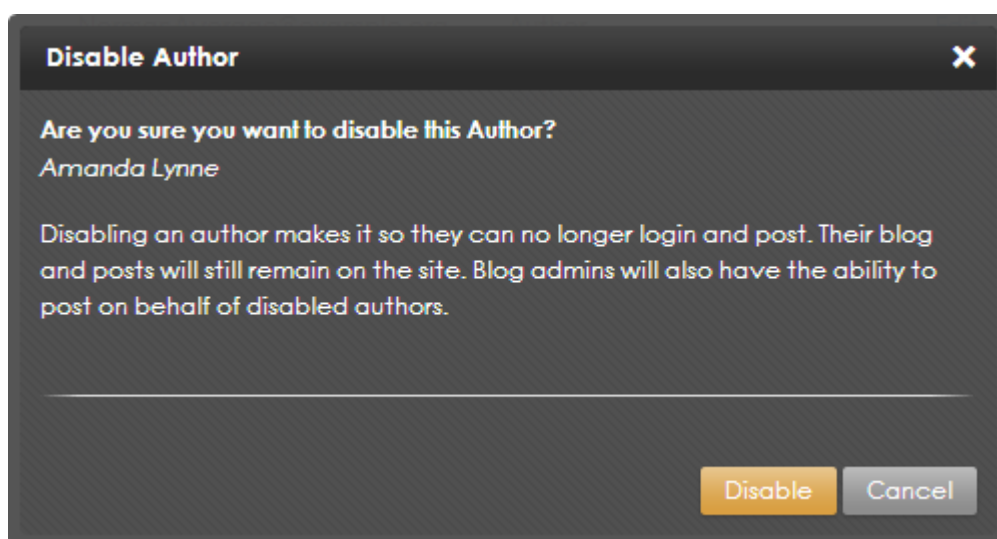 Disable Author
Are you sure you want to disable this Author?
Amanda Lynne
Disabling an author makes it so they can no longer login and post. Their blog
and posts will still remain on the site. Blog admins will also have the ability to
post on behalf of disabled authors.
Disable
Cancel